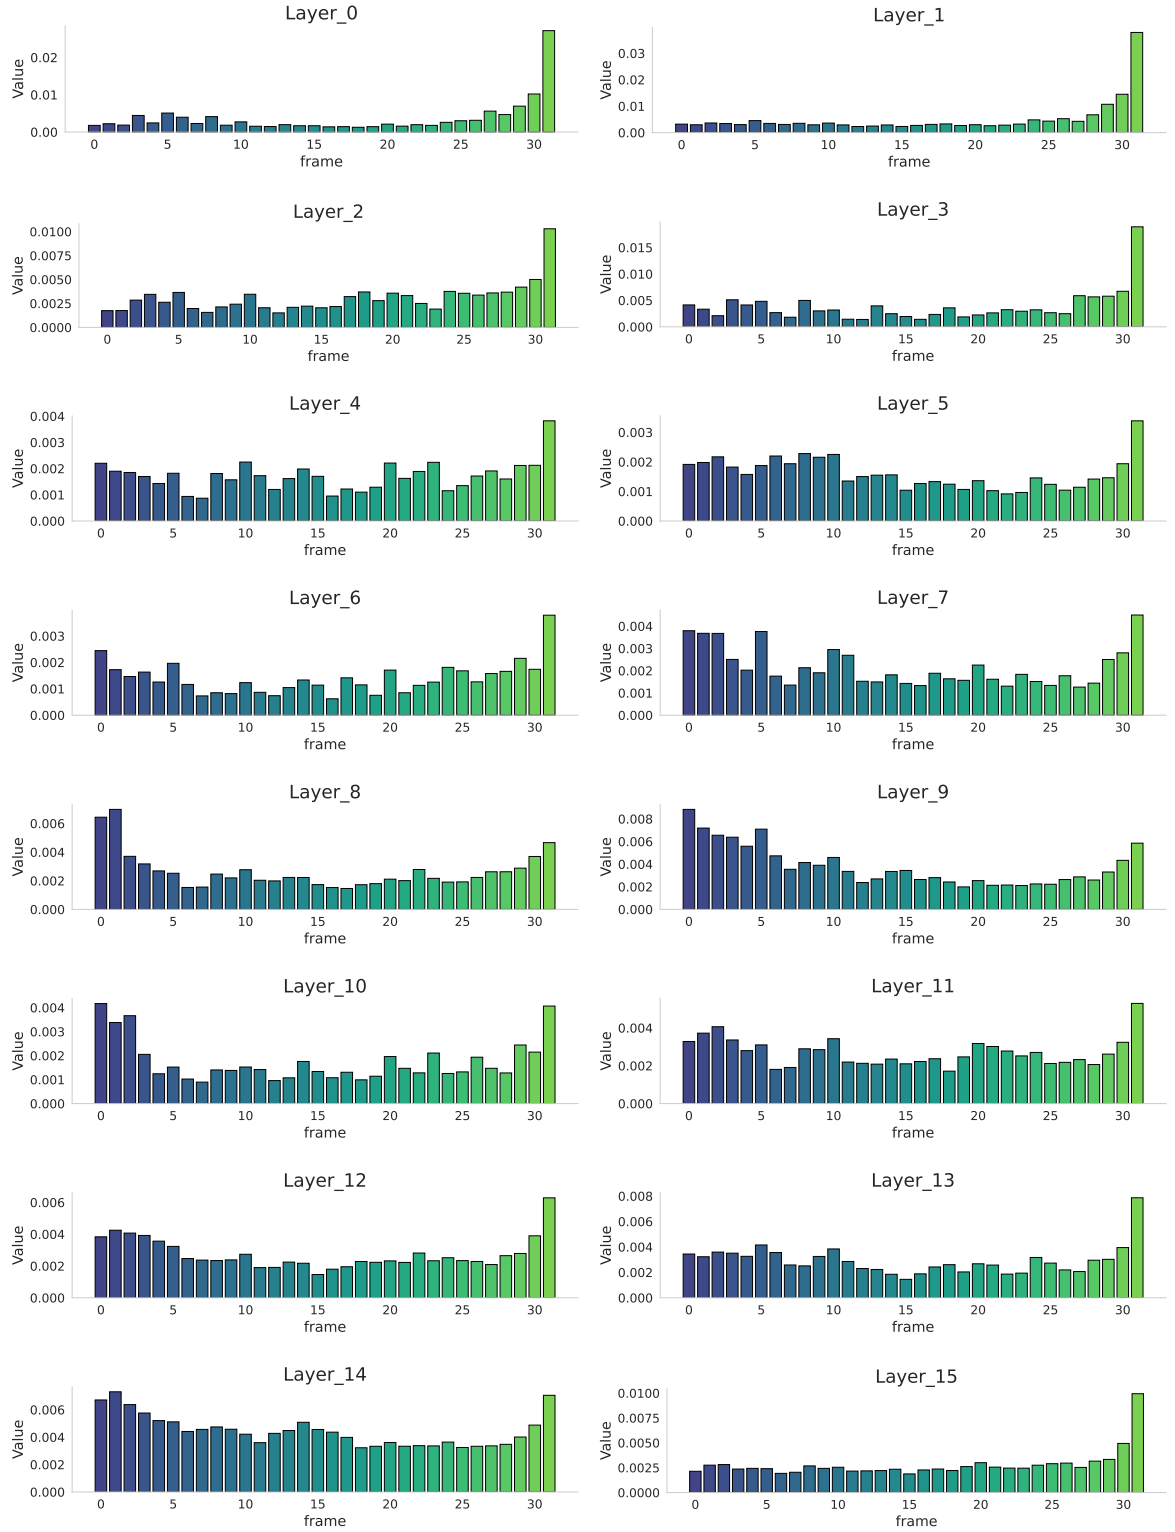 Layer_0
Value
0.02
0.01
0.00
0 5 10 15 20 25 30
frame
Layer_1
Value
0.03
0.02
0.01
0.00
0 5 10 15 20 25 30
frame
Layer_2
Value
0.0100
0.0075
0.0050
0.0025
0.0000
0 5 10 15 20 25 30
frame
Layer_3
Value
0.015
0.010
0.005
0.000
0 5 10 15 20 25 30
frame
Layer_4
Value
0.004
0.003
0.002
0.001
0.000
0 5 10 15 20 25 30
frame
Layer_5
Value
0.003
0.002
0.001
0.000
0 5 10 15 20 25 30
frame
Layer_6
Value
0.003
0.002
0.001
0.000
0 5 10 15 20 25 30
frame
Layer_7
Value
0.004
0.003
0.002
0.001
0.000
0 5 10 15 20 25 30
frame
Layer_8
Value
0.006
0.004
0.002
0.000
0 5 10 15 20 25 30
frame
Layer_9
Value
0.008
0.006
0.004
0.002
0.000
0 5 10 15 20 25 30
frame
Layer_10
Value
0.004
0.003
0.002
0.001
0.000
0 5 10 15 20 25 30
frame
Layer_11
Value
0.004
0.002
0.000
0 5 10 15 20 25 30
frame
Layer_12
Value
0.006
0.004
0.002
0.000
0 5 10 15 20 25 30
frame
Layer_13
Value
0.008
0.006
0.004
0.002
0.000
0 5 10 15 20 25 30
frame
Layer_14
Value
0.006
0.004
0.002
0.000
0 5 10 15 20 25 30
frame
Layer_15
Value
0.0100
0.0075
0.0050
0.0025
0.0000
0 5 10 15 20 25 30
frame